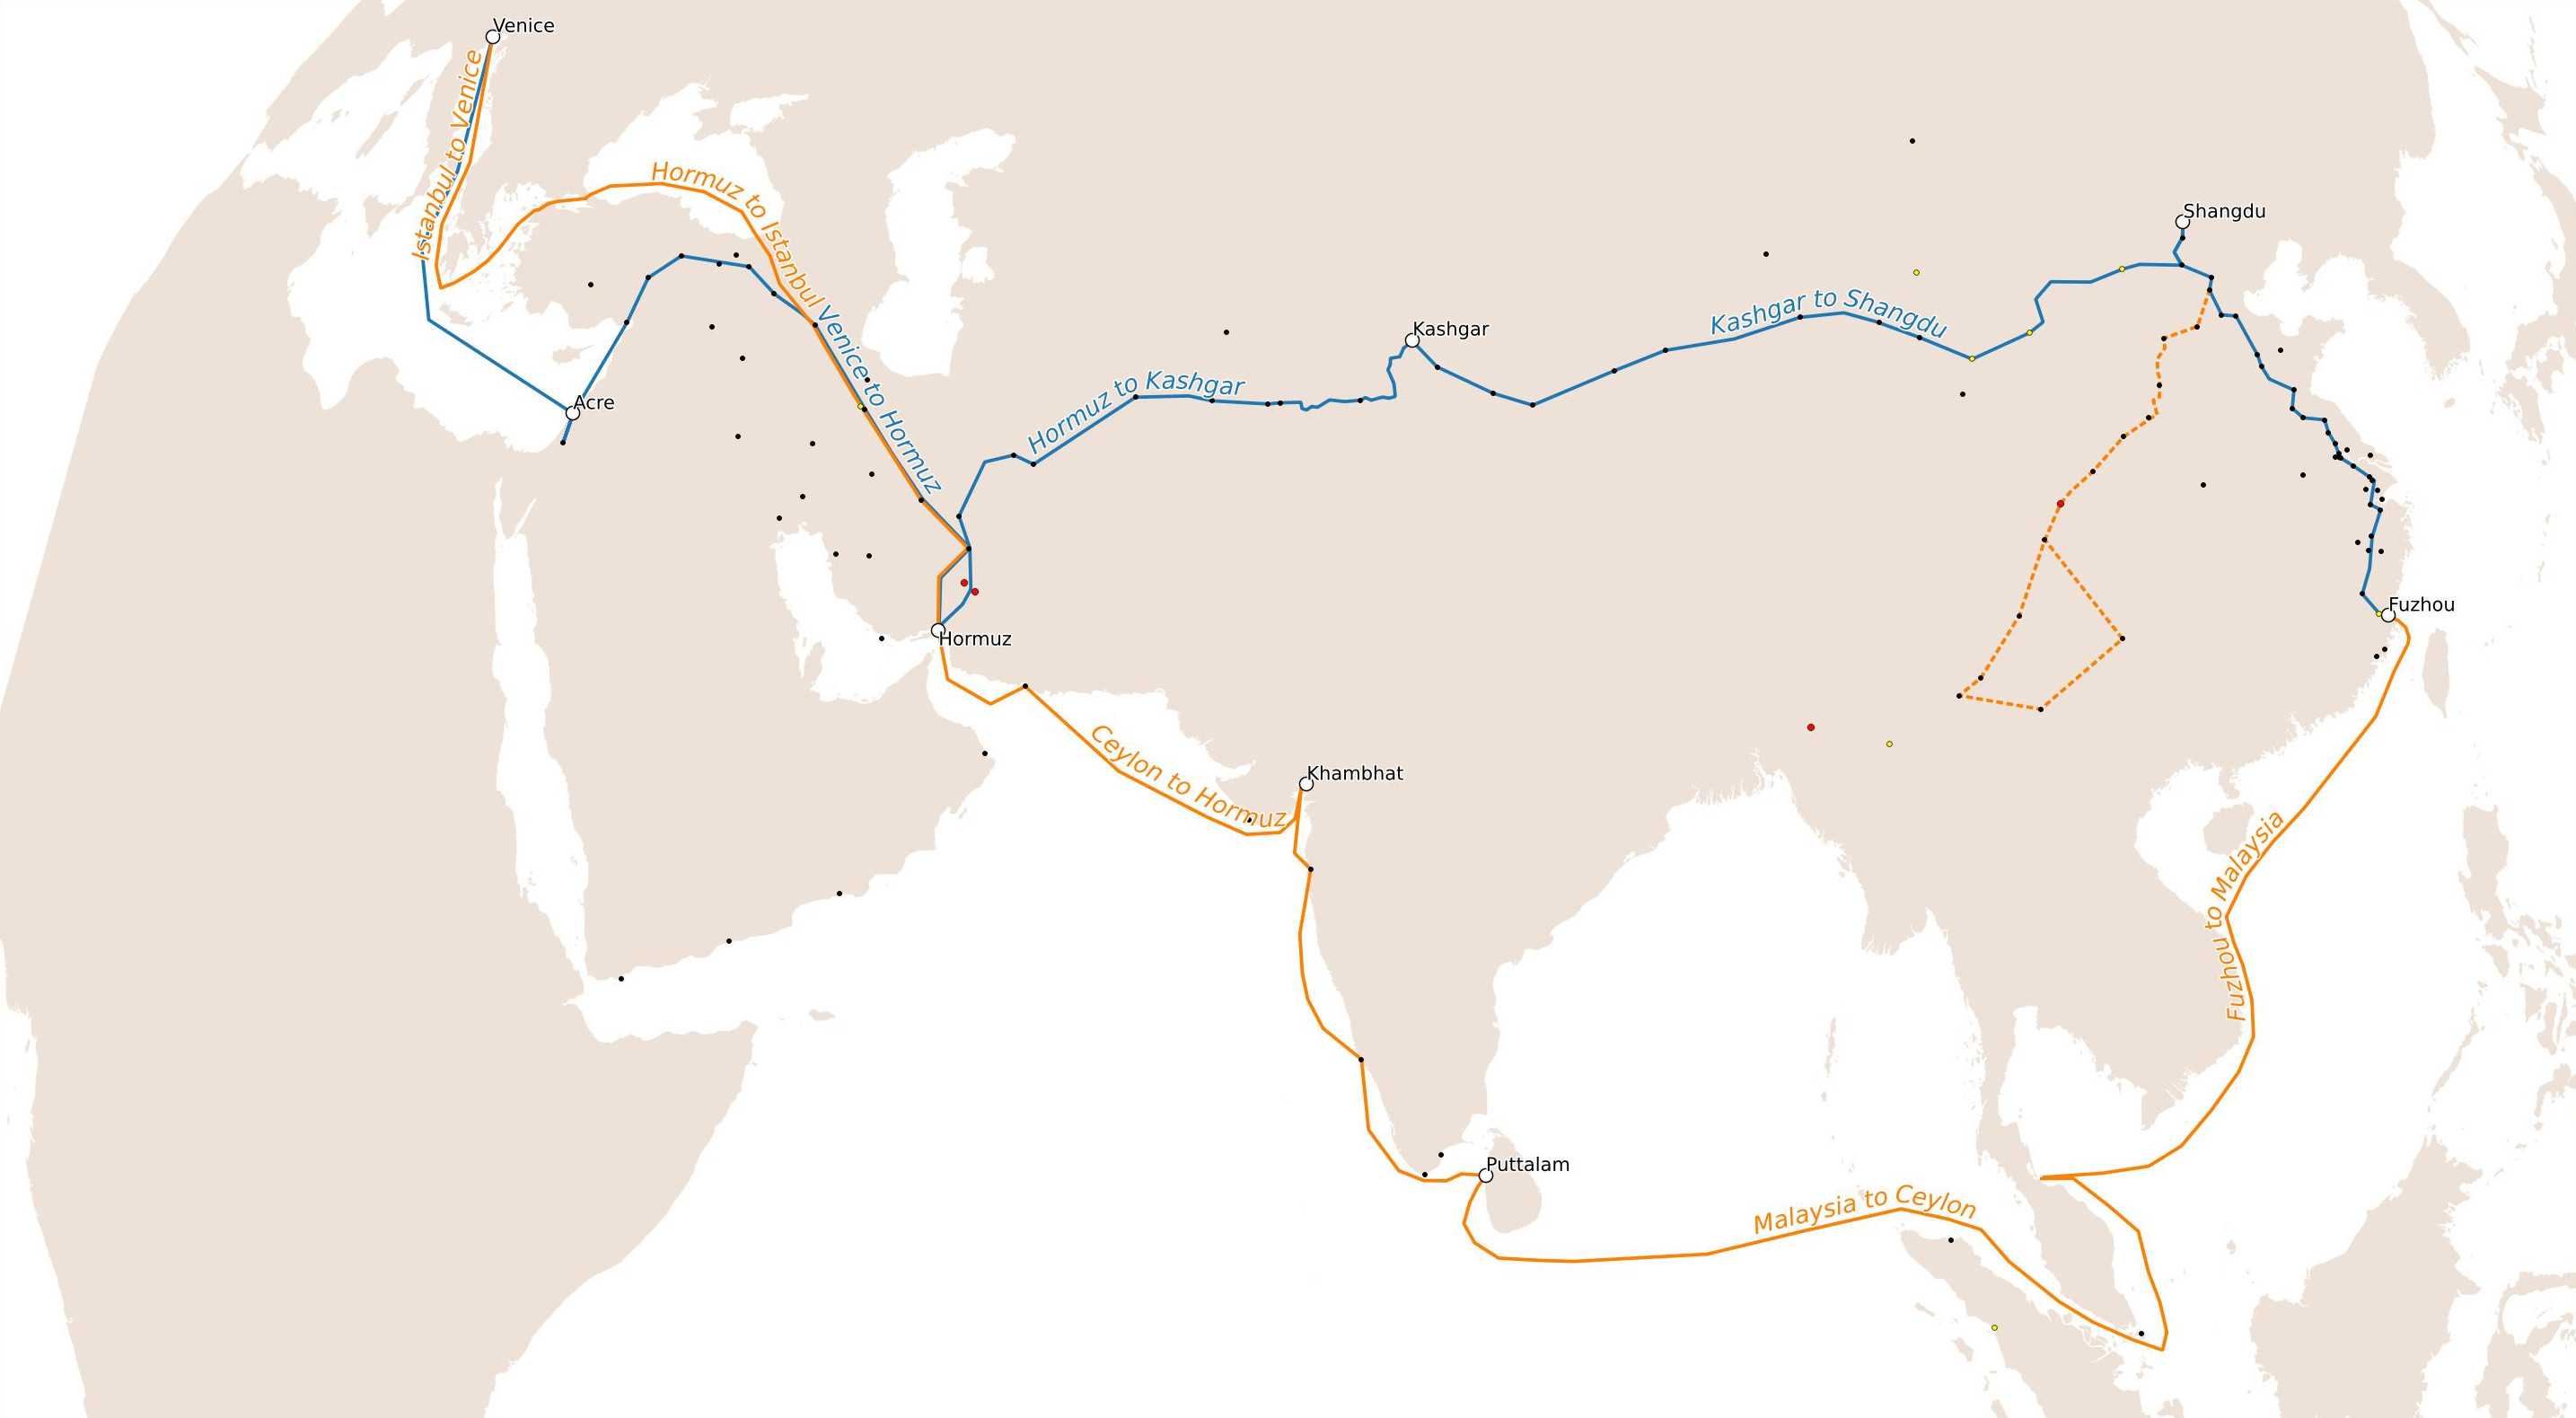 Venice
Istanbul to Venice
Hormuz to Istanbul
Shangdu
Kashgar to Shangdu
Kashgar
Venice to Hormuz
Hormuz to Kashgar
Acre
Fuzhou
Hormuz
Ceylon to Hormuz
Khambhat
Fuzhou to Malaysia
Puttalam
Malaysia to Ceylon